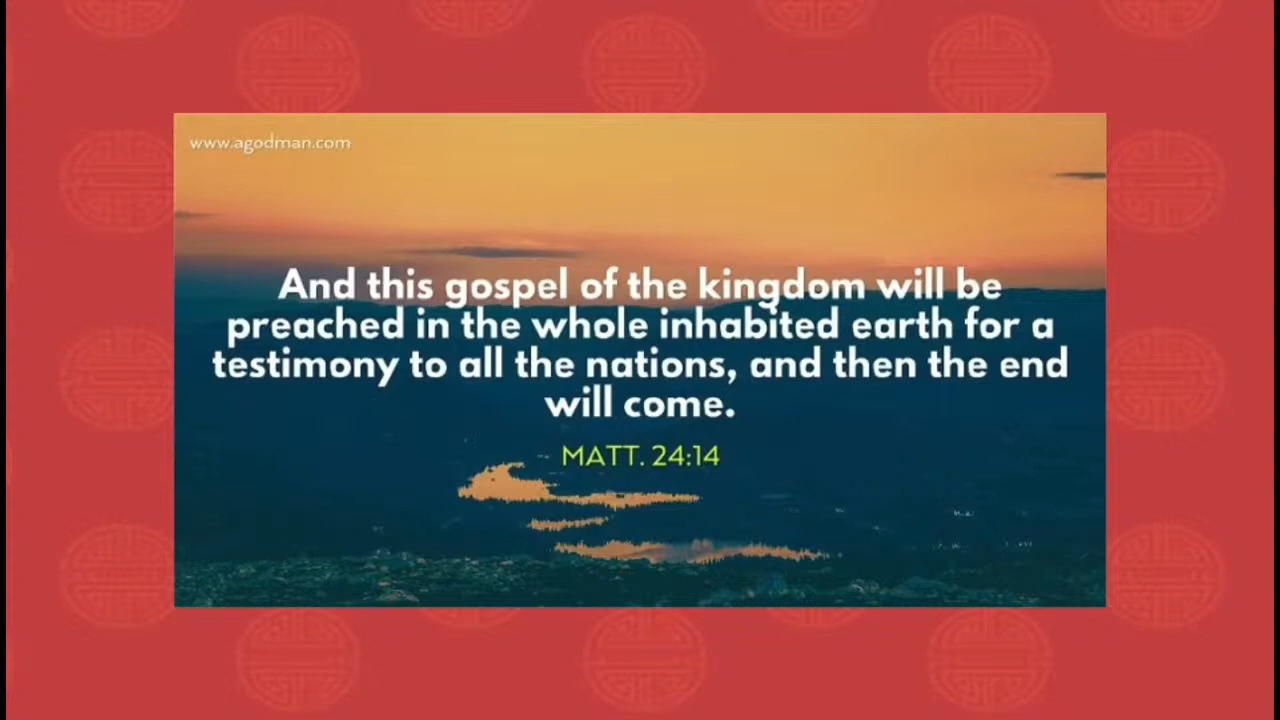 www.agodman.com
And this gospel of the kingdom will be
preached in the whole inhabited earth for a
testimony to all the nations, and then the end
will come.
MATT. 24:14